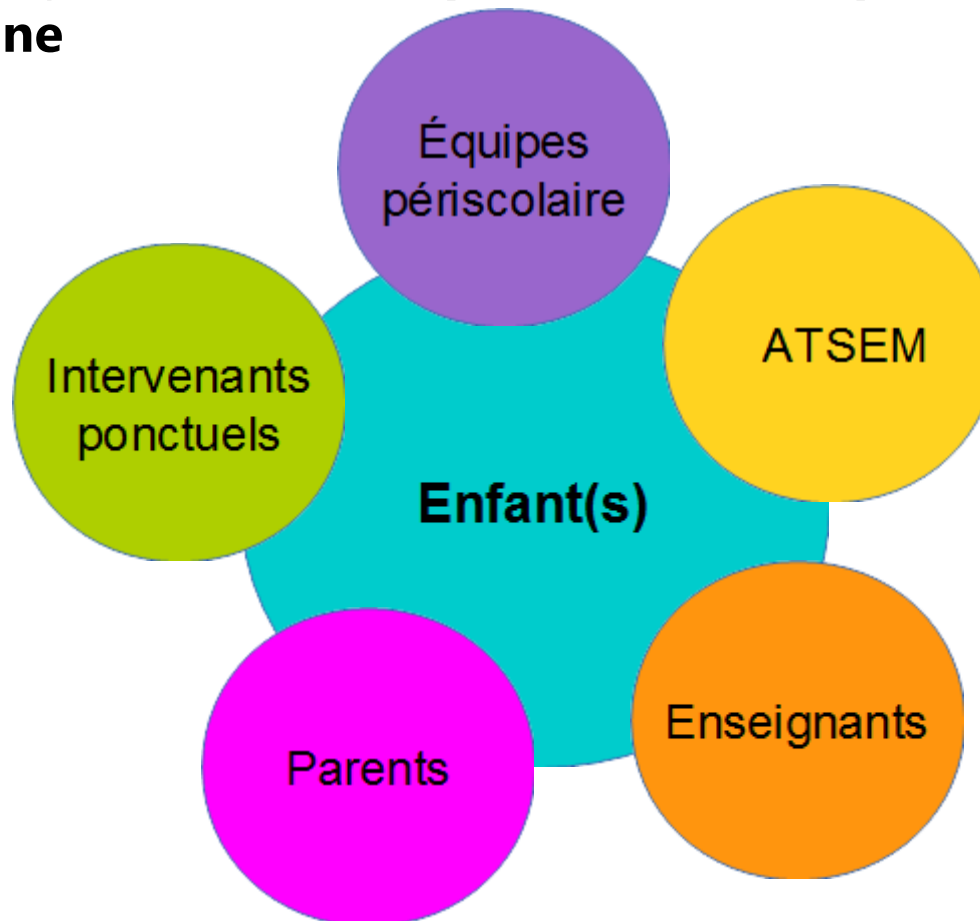 ne
Équipes
périscolaire
ATSEM
Intervenants
ponctuels
Enfant(s)
Enseignants
Parents